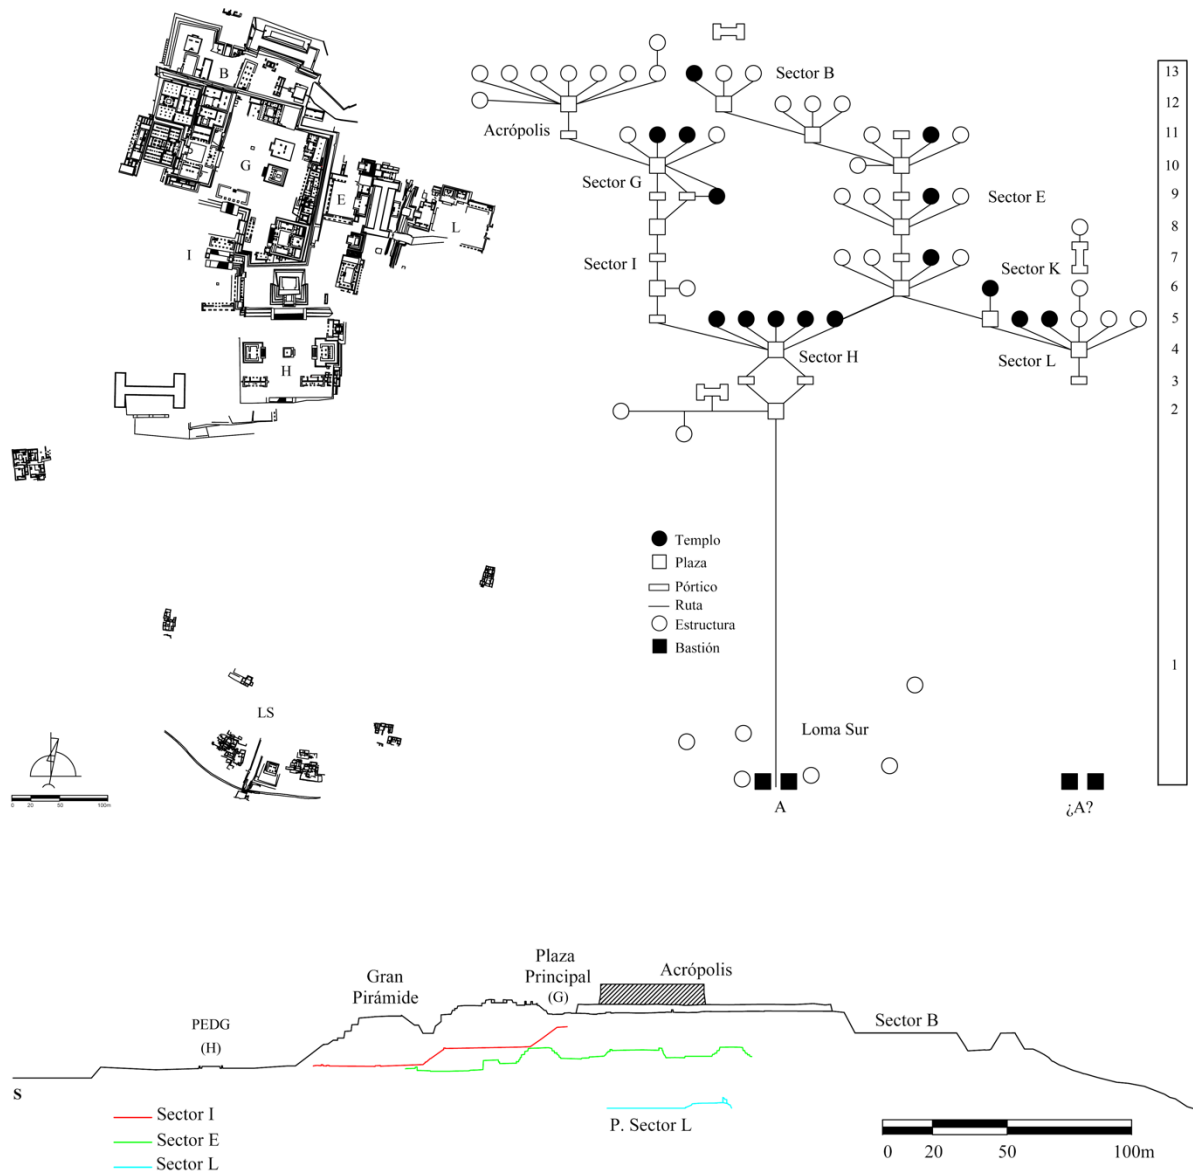 B
G
E
L
I
H
LS
0 20 50 100m
Sector B
Acrópolis
Sector G
Sector E
Sector I
Sector K
Sector H
Sector L
13
12
11
10
9
8
7
6
5
4
3
2
1
Templo
Plaza
Pórtico
Ruta
Estructura
Bastión
Loma Sur
A
¿A?
Plaza
Principal
(G)
Acrópolis
Gran
Pirámide
PEDG
(H)
Sector B
S
Sector I
Sector E
Sector L
P. Sector L
0 20 50 100m